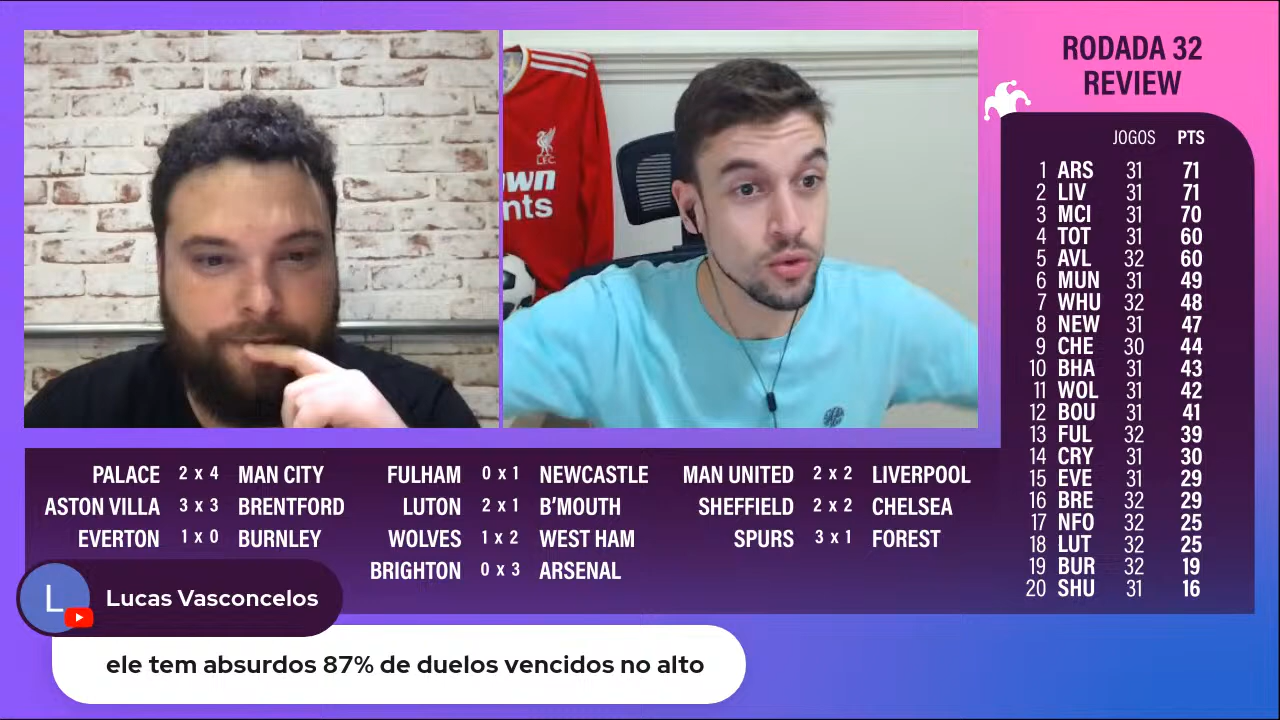 RODADA 32
REVIEW
LFC
wn
nts
JOGOS PTS
1 ARS 31 71
2 LIV 31 71
3 MCI 31 70
4 TOT 31 60
5 AVL 32 60
6 MUN 31 49
7 WHU 32 48
8 NEW 31 47
9 CHE 30 44
10 BHA 31 43
11 WOL 31 42
12 BOU 31 41
13 FUL 32 39
14 CRY 31 30
15 EVE 31 29
16 BRE 32 29
17 NFO 32 25
18 LUT 32 25
19 BUR 32 19
20 SHU 31 16
PALACE 2 x 4 MAN CITY FULHAM 0 x 1 NEWCASTLE MAN UNITED 2 x 2 LIVERPOOL
ASTON VILLA 3 x 3 BRENTFORD LUTON 2 x 1 B'MOUTH SHEFFIELD 2 x 2 CHELSEA
EVERTON 1 x 0 BURNLEY WOLVES 1 x 2 WEST HAM SPURS 3 x 1 FOREST
BRIGHTON 0 x 3 ARSENAL
L Lucas Vasconcelos
ele tem absurdos 87% de duelos vencidos no alto